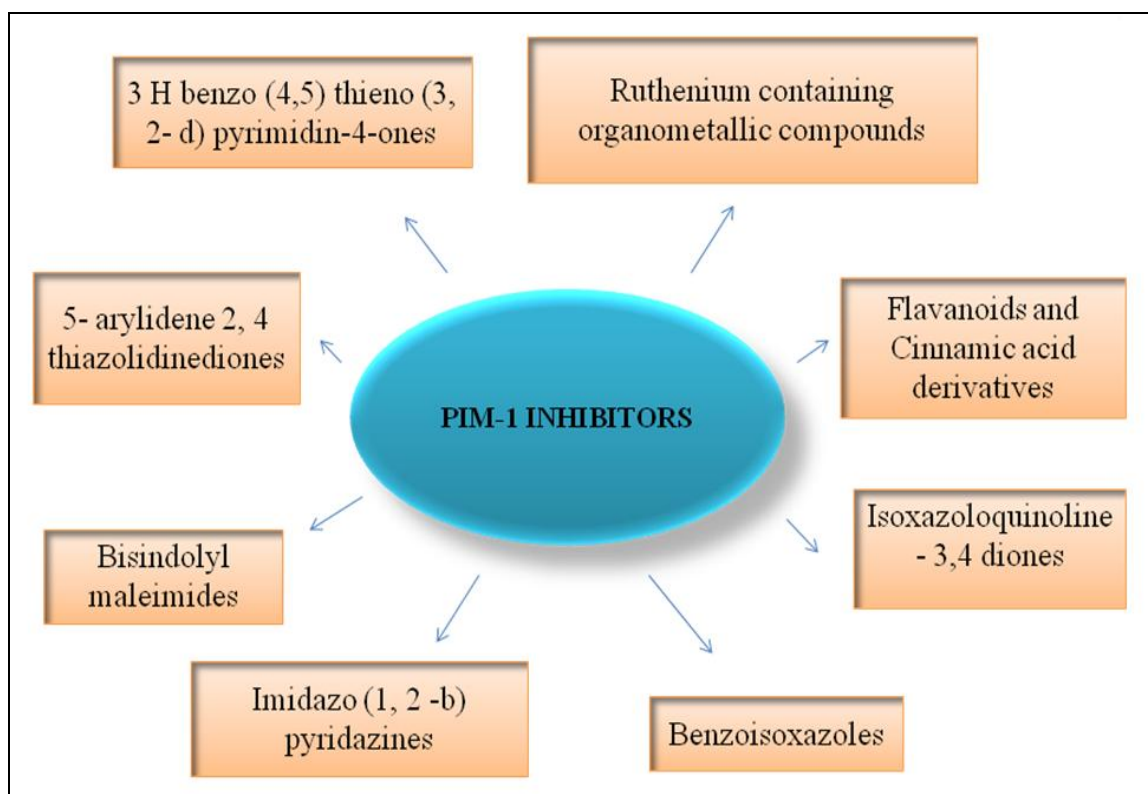 3 H benzo (4,5) thieno (3,
2- d) pyrimidin-4-ones
Ruthenium containing
organometallic compounds
5- arylidene 2, 4
thiazolidinediones
PIM-1 INHIBITORS
Flavanoids and
Cinnamic acid
derivatives
Bisindolyl
maleimides
Isoxazoloquinoline
- 3,4 diones
Imidazo (1, 2 -b)
pyridazines
Benzoisoxazoles